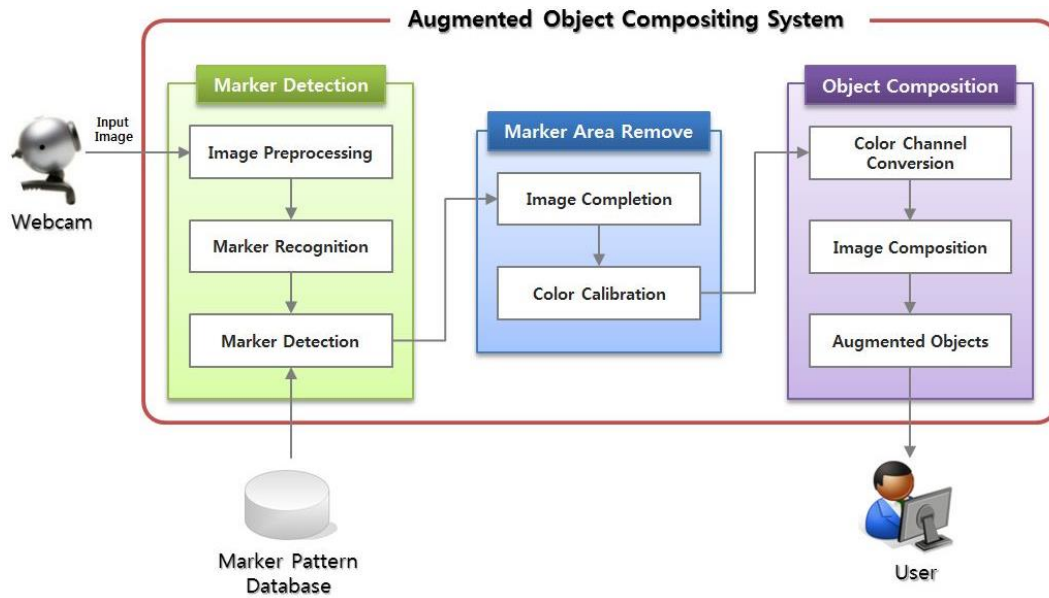 Augmented Object Compositing System
Marker Detection
Object Composition
Marker Area Remove
Input
Image
Image Preprocessing
Color Channel
Conversion
Image Completion
Webcam
Marker Recognition
Image Composition
Color Calibration
Marker Detection
Augmented Objects
Marker Pattern
Database
User